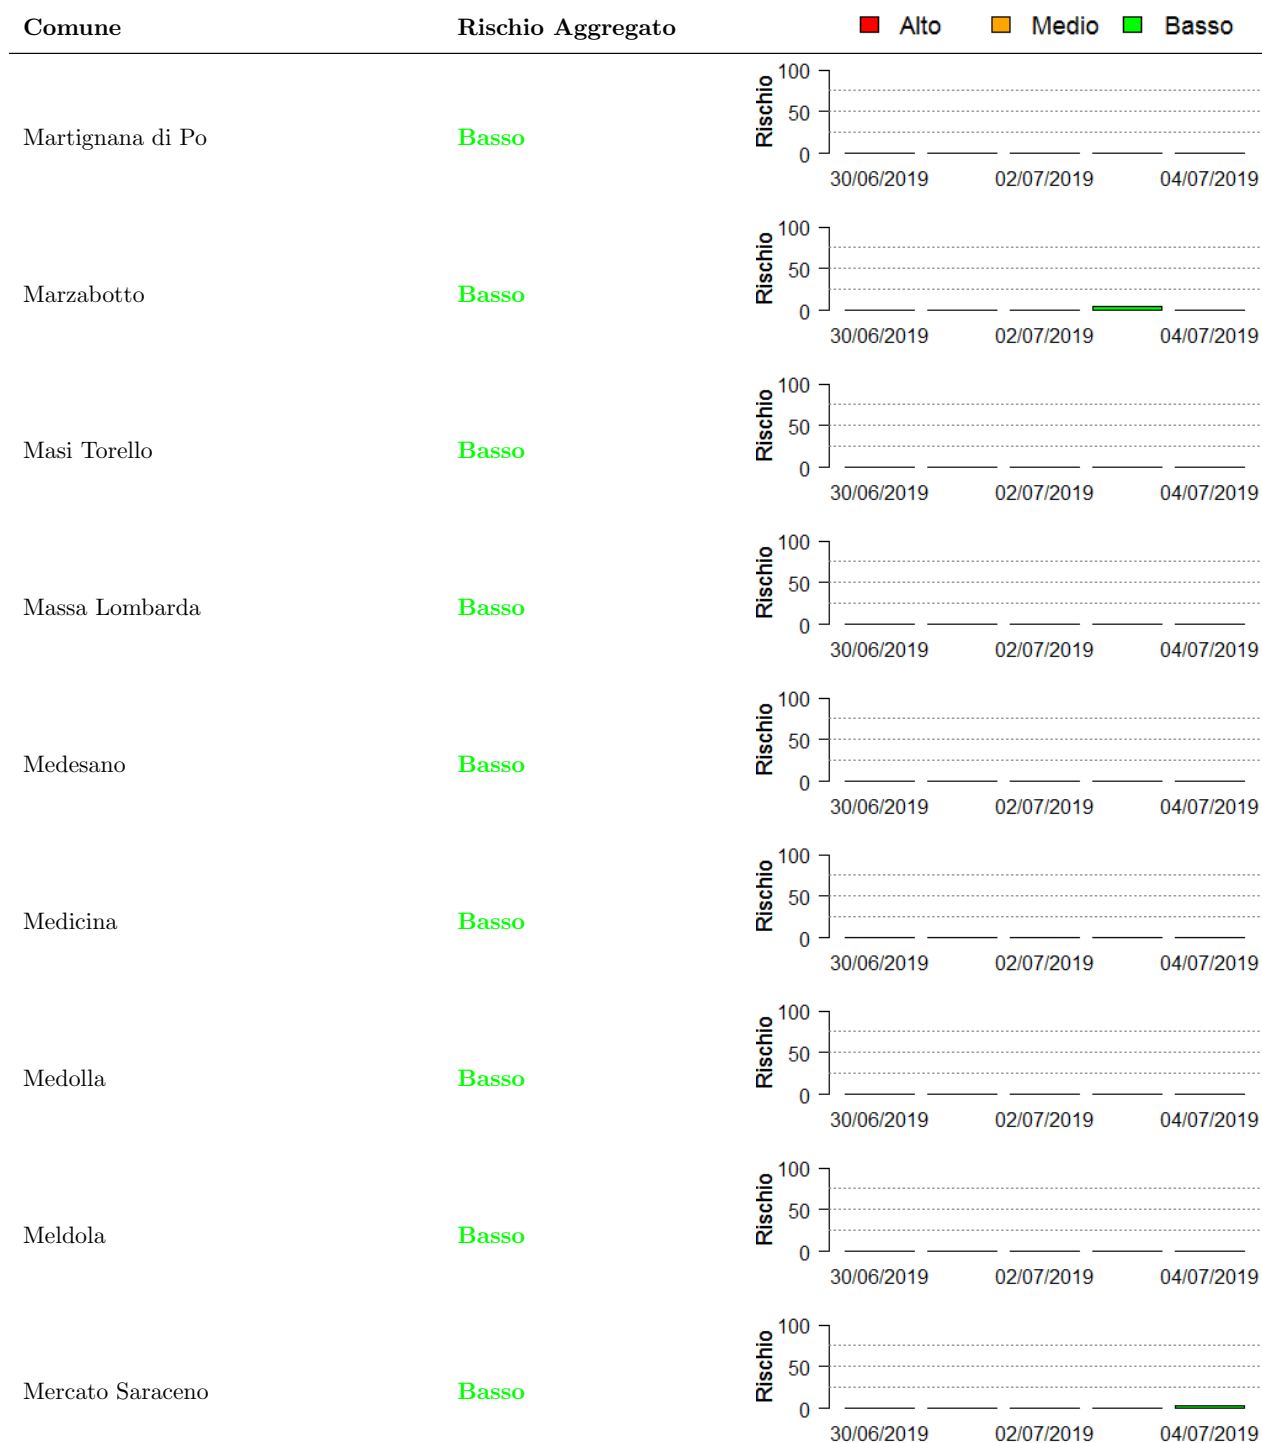 Comune Rischio Aggregato Alto Medio Basso
100
50
0
Rischio
Martignana di Po Basso
30/06/2019 02/07/2019 04/07/2019
100
50
0
Rischio
Marzabotto Basso
30/06/2019 02/07/2019 04/07/2019
100
50
0
Rischio
Masi Torello Basso
30/06/2019 02/07/2019 04/07/2019
100
50
0
Rischio
Massa Lombarda Basso
30/06/2019 02/07/2019 04/07/2019
100
50
0
Rischio
Medesano Basso
30/06/2019 02/07/2019 04/07/2019
100
50
0
Rischio
Medicina Basso
30/06/2019 02/07/2019 04/07/2019
100
50
0
Rischio
Medolla Basso
30/06/2019 02/07/2019 04/07/2019
100
50
0
Rischio
Meldola Basso
30/06/2019 02/07/2019 04/07/2019
100
50
0
Rischio
Mercato Saraceno Basso
30/06/2019 02/07/2019 04/07/2019